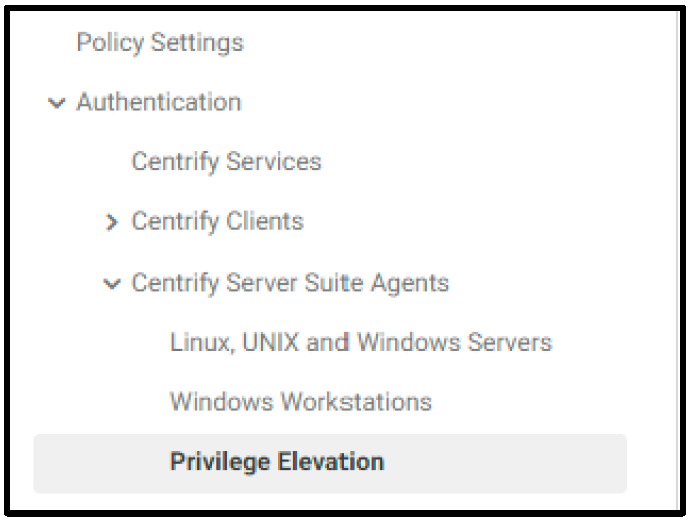 Policy Settings
Authentication
Centrify Services
Centrify Clients
Centrify Server Suite Agents
Linux, UNIX and Windows Servers
Windows Workstations
Privilege Elevation